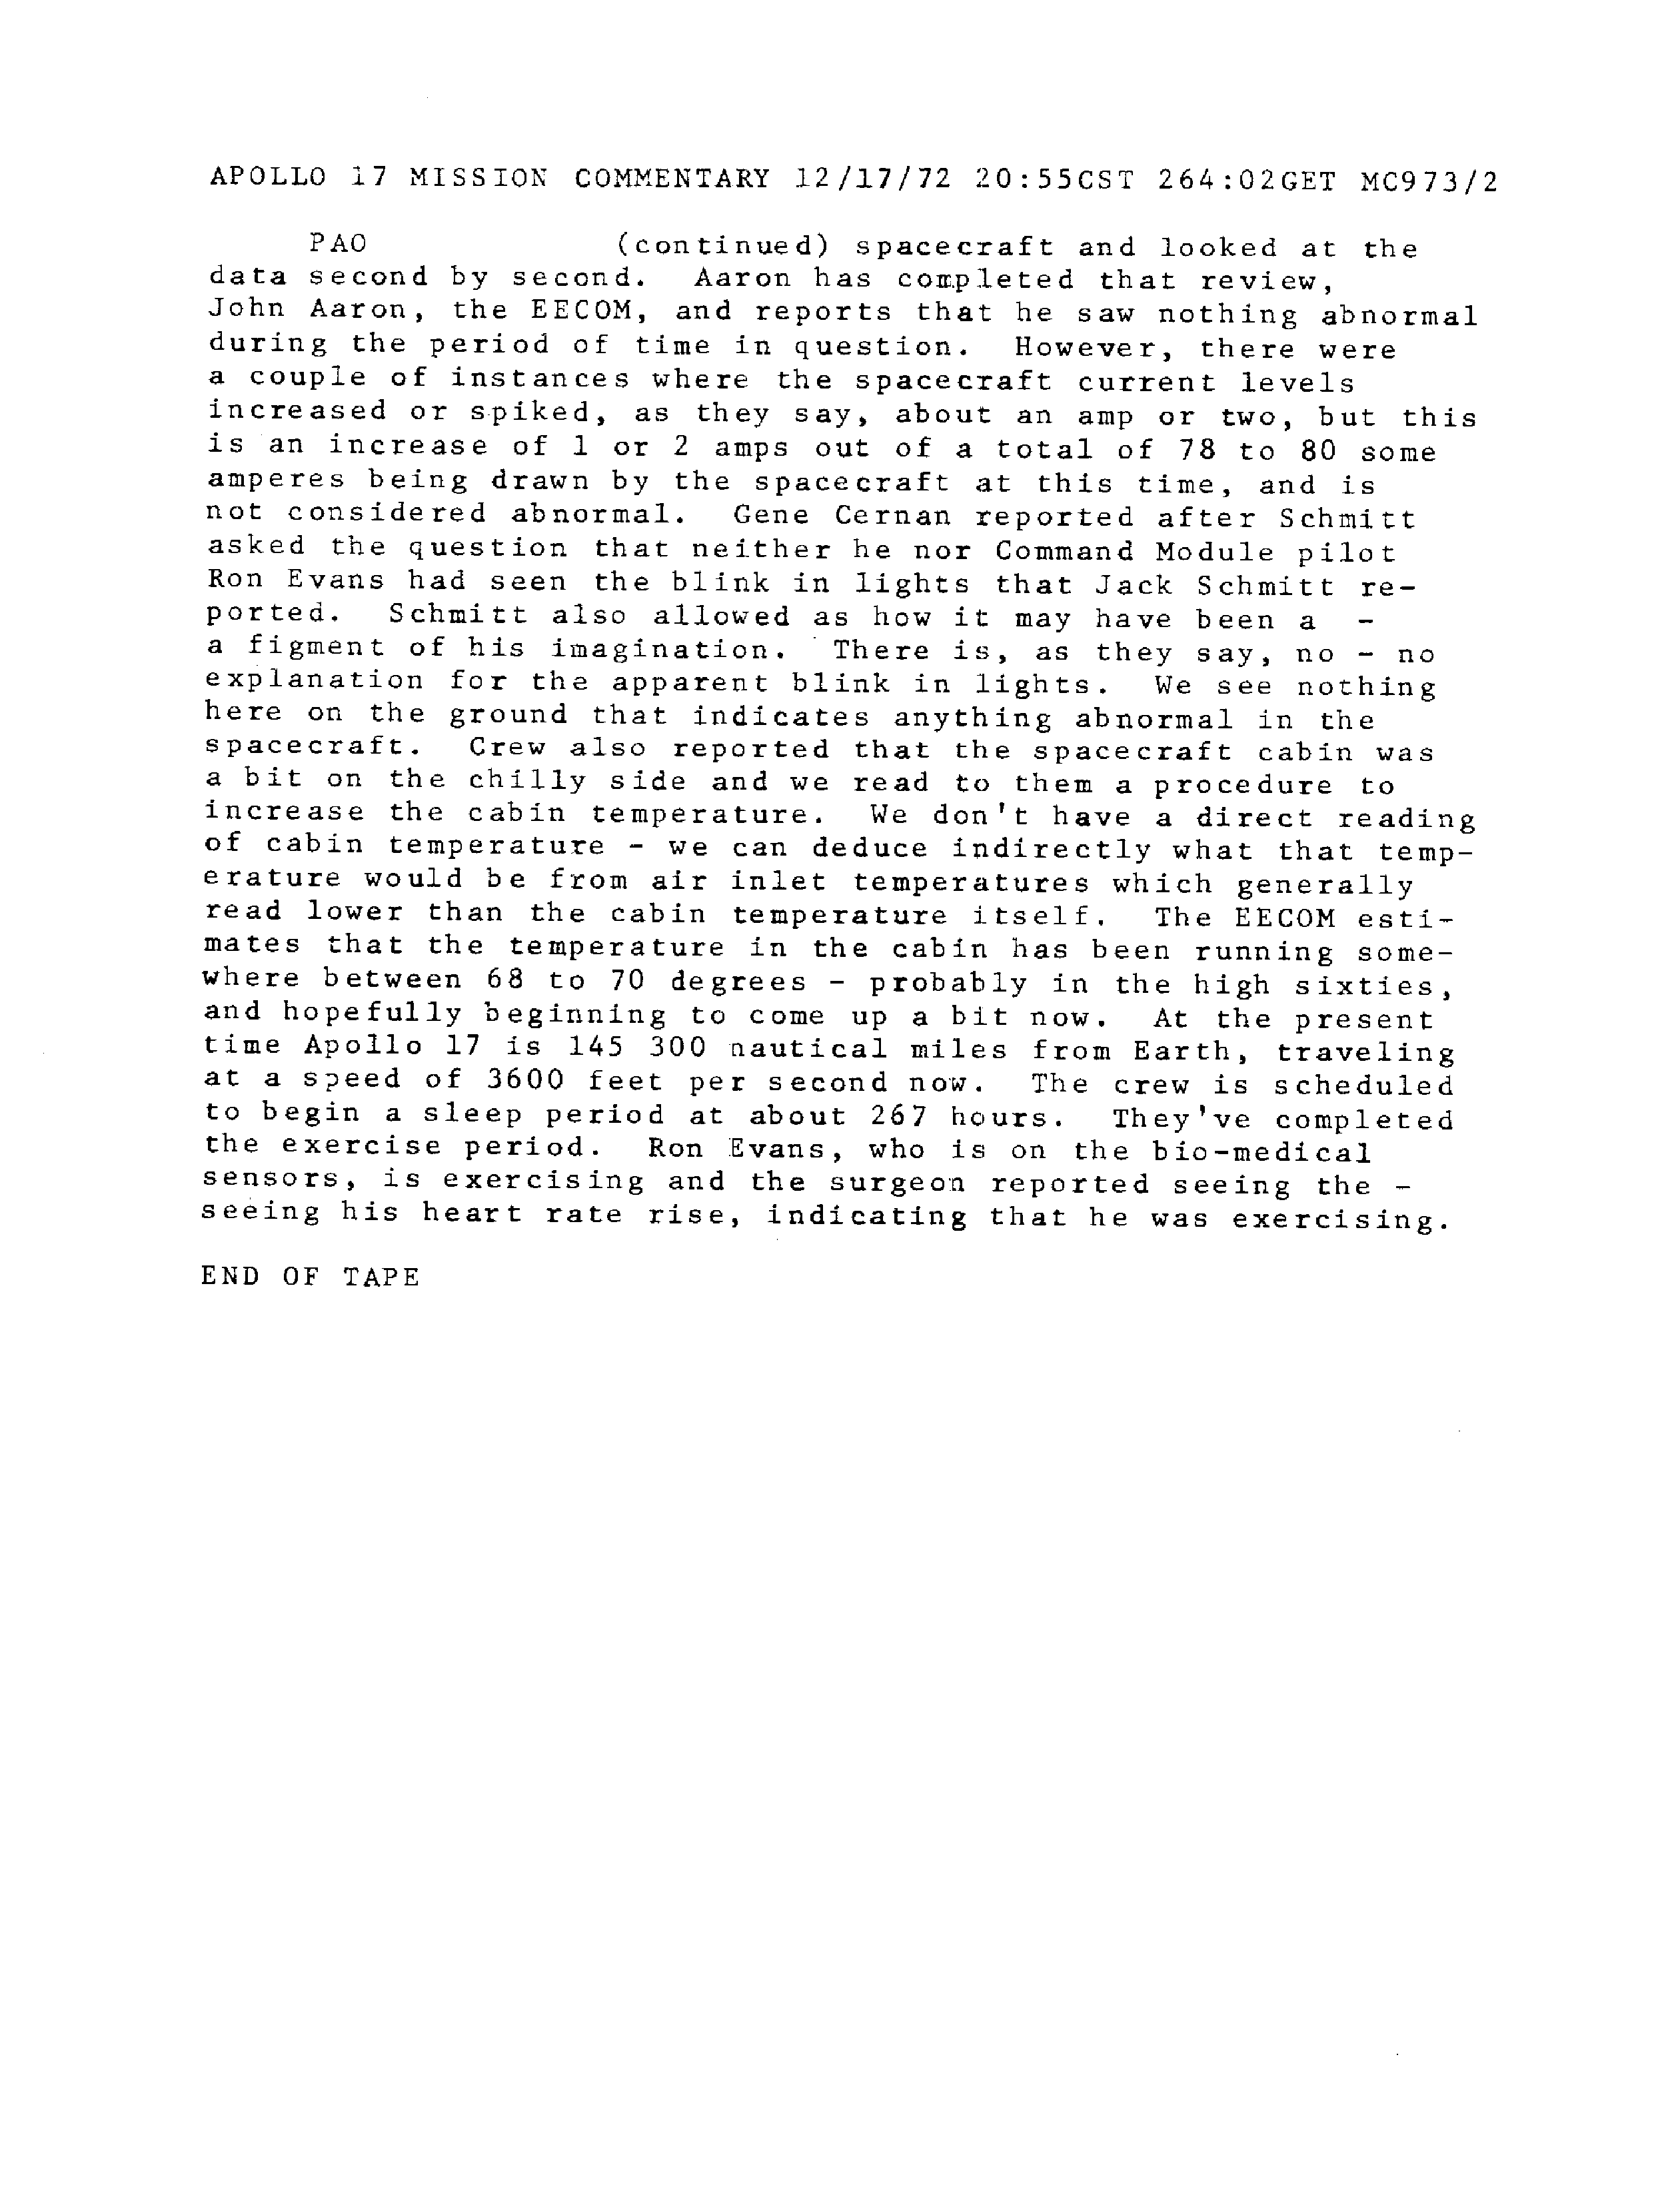 APOLLO 17 MISSION COMMENTARY 12/17/72 20:55CST 264:02GET MC973/2
PAO (continued) spacecraft and looked at the
data second by second. Aaron has completed that review,
John Aaron, the EECOM, and reports that he saw nothing abnormal
during the period of time in question. However, there were
a couple of instances where the spacecraft current levels
increased or spiked, as they say, about an amp or two, but this
is an increase of 1 or 2 amps out of a total of 78 to 80 some
amperes being drawn by the spacecraft at this time, and is
not considered abnormal. Gene Cernan reported after Schmitt
asked the question that neither he nor Command Module pilot
Ron Evans had seen the blink in lights that Jack Schmitt re-
ported. Schmitt also allowed as how it may have been a -
a figment of his imagination. There is, as they say, no - no
explanation for the apparent blink in lights. We see nothing
here on the ground that indicates anything abnormal in the
spacecraft. Crew also reported that the spacecraft cabin was
a bit on the chilly side and we read to them a procedure to
increase the cabin temperature. We don't have a direct reading
of cabin temperature - we can deduce indirectly what that temp-
erature would be from air inlet temperatures which generally
read lower than the cabin temperature itself. The EECOM esti-
mates that the temperature in the cabin has been running some-
where between 68 to 70 degrees - probably in the high sixties,
and hopefully beginning to come up a bit now. At the present
time Apollo 17 is 145 300 nautical miles from Earth, traveling
at a speed of 3600 feet per second now. The crew is scheduled
to begin a sleep period at about 267 hours. They've completed
the exercise period. Ron Evans, who is on the bio-medical
sensors, is exercising and the surgeon reported seeing the -
seeing his heart rate rise, indicating that he was exercising.
END OF TAPE